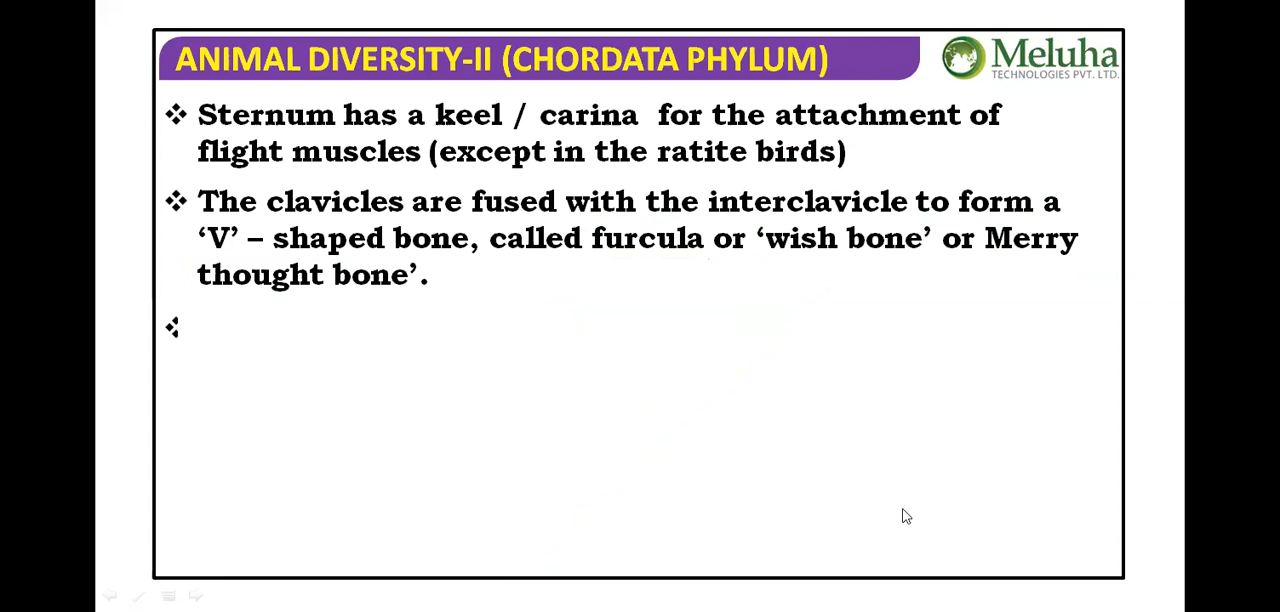 ANIMAL DIVERSITY-II (CHORDATA PHYLUM)
Meluha
TECHNOLOGIES PVT. LTD.
❖ Sternum has a keel / carina for the attachment of
flight muscles (except in the ratite birds)
❖ The clavicles are fused with the interclavicle to form a
‘V’ – shaped bone, called furcula or ‘wish bone’ or Merry
thought bone’.